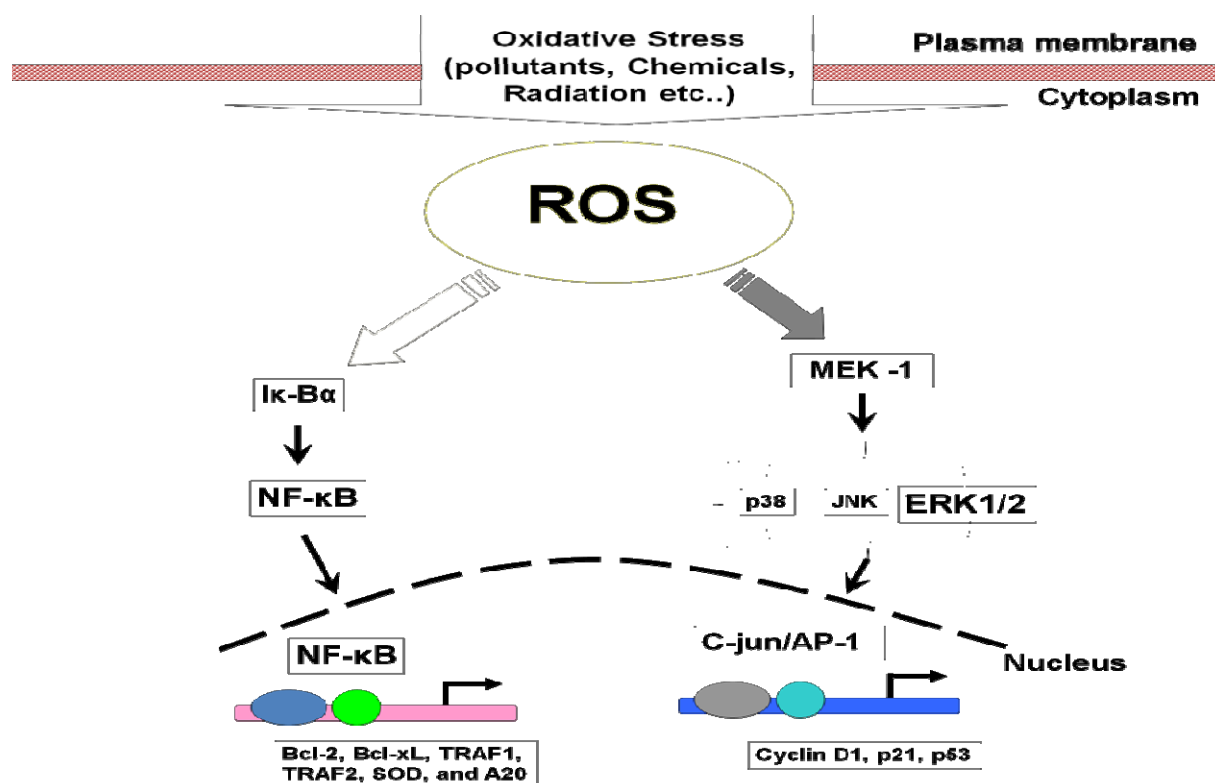 Oxidative Stress
(pollutants, Chemicals,
Radiation etc..)
Plasma membrane
Cytoplasm
ROS
Iκ-Bα
MEK -1
NF-κB
p38
JNK
ERK1/2
NF-κB
C-jun/AP-1
Nucleus
Bcl-2, Bcl-xL, TRAF1,
TRAF2, SOD, and A20
Cyclin D1, p21, p53